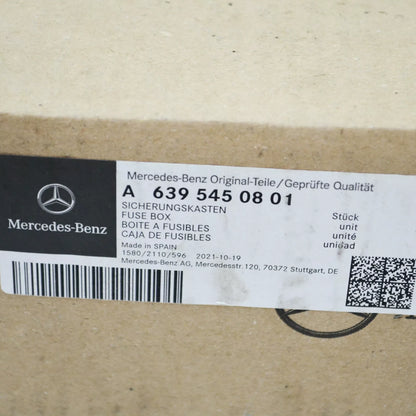 Mercedes-Benz Original-Teile/Geprüfte Qualität
A 639 545 08 01
SICHERUNGSKASTEN
FUSE BOX
BOITE A FUSIBLES
CAJA DE FUSIBLES
Stück
unit
unité
unidad
Made in SPAIN
1580/2110/596 2021-10-19
Mercedes-Benz AG, Mercedesstr.120, 70372 Stuttgart, DE
Mercedes-Benz